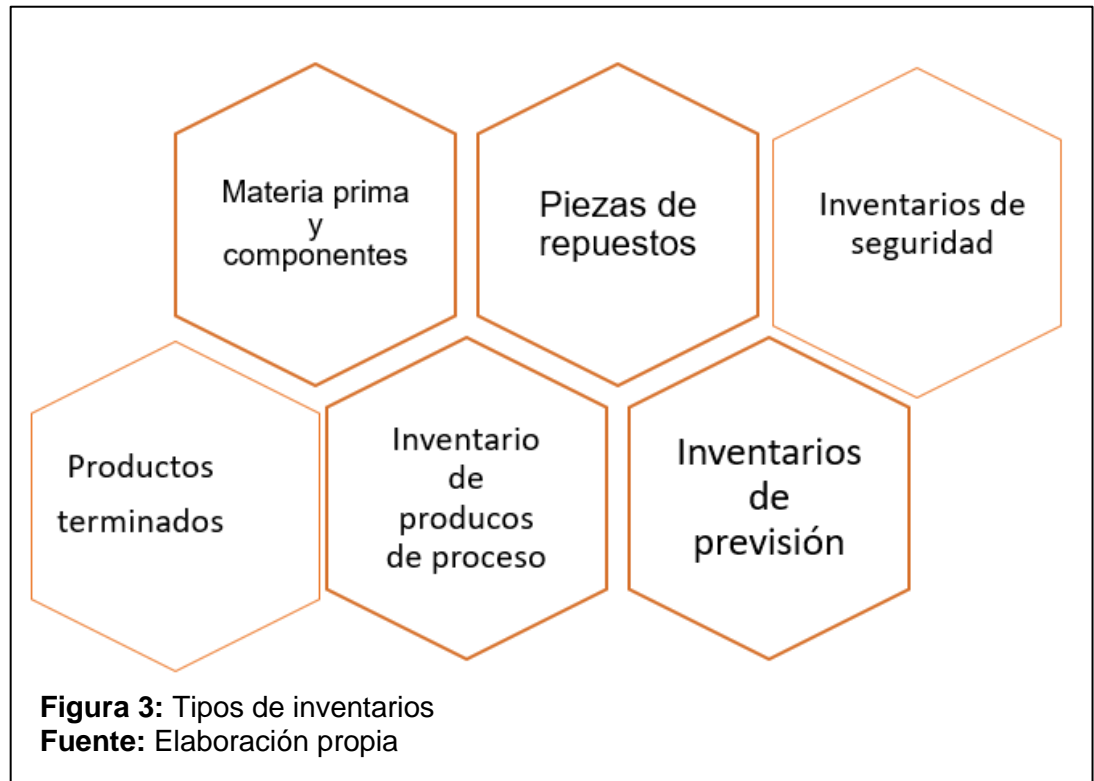 Materia prima
y
componentes
Piezas de
repuestos
Inventarios de
seguridad
Productos
terminados
Inventario
de
producos
de proceso
Inventarios
de
previsión
Figura 3: Tipos de inventarios
Fuente: Elaboración propia